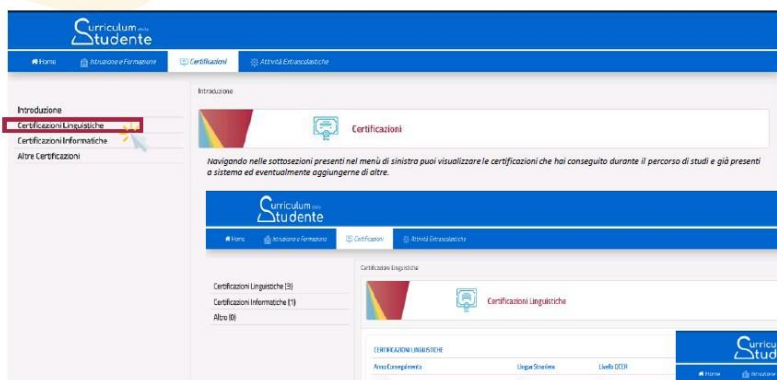 Curriculum dello
Studente
Home Istruzione e Formazione Certificazioni Attività Extrascolastiche
Introduzione
Introduzione
Certificazioni Linguistiche
Certificazioni Informatiche
Altre Certificazioni
Certificazioni
Navigando nelle sottosezioni presenti nel menù di sinistra puoi visualizzare le certificazioni che hai conseguito durante il percorso di studi e già presenti
a sistema ed eventualmente aggiungerne di altre.
Curriculum dello
Studente
Home Istruzione e Formazione Certificazioni Attività Extrascolastiche
Certificazioni Linguistiche
Certificazioni Linguistiche (3)
Certificazioni Informatiche (1)
Altro (0)
Certificazioni Linguistiche
CERTIFICAZIONI LINGUISTICHE
Anno Conseguimento Lingua Straniera Livello QCER
Curricu
Stud
Home Istruzione